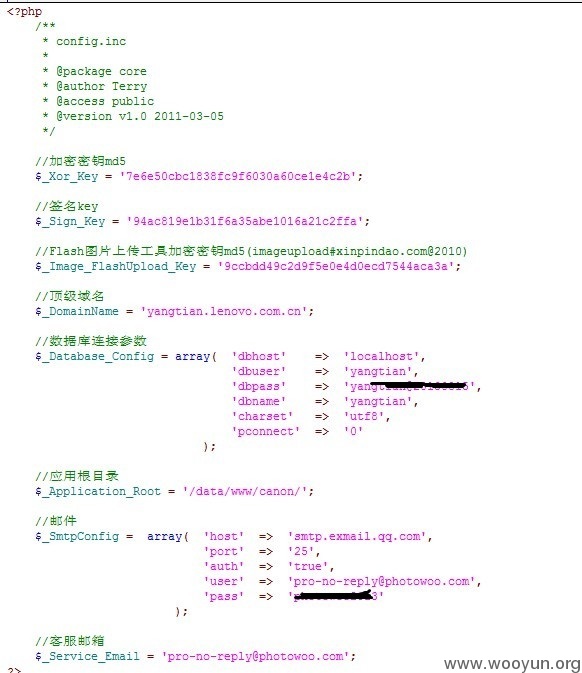 <?php
/**
* config.inc
*
* @package core
* @author Terry
* @access public
* @version v1.0 2011-03-05
*/
//加密密钥md5
$_Xor_Key = '7e6e50cbc1838fc9f6030a60ce1e4c2b';
//签名key
$_Sign_Key = '94ac819e1b31f6a35abe1016a21c2ffa';
//Flash图片上传工具加密密钥md5(imageupload#xinpindao.com@2010)
$_Image_FlashUpload_Key = '9ccbdd49c2d9f5e0e4d0ecd7544aca3a';
//顶级域名
$_DomainName = 'yangtian.lenovo.com.cn';
//数据库连接参数
$_Database_Config = array( 'dbhost' => 'localhost',
'dbuser' => 'yangtian',
'dbpass' => ',
'dbname' => 'yangtian',
'charset' => 'utf8',
'pconnect' => '0'
);
//应用根目录
$_Application_Root = '/data/www/canon/';
//邮件
$_SmtpConfig = array( 'host' => 'smtp.exmail.qq.com',
'port' => '25',
'auth' => 'true',
'user' => 'pro-no-reply@photowoo.com',
'pass' =>
);
//客服邮箱
$_Service_Email = 'pro-no-reply@photowoo.com';
?>
www.wooyun.org